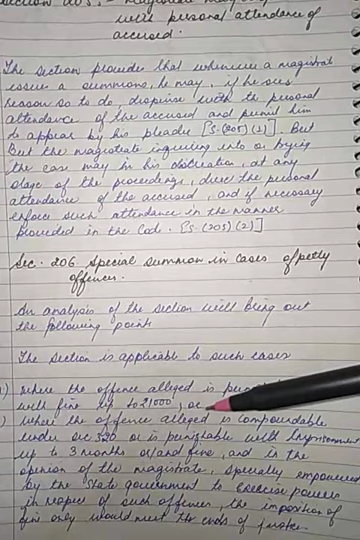 Section 205 :- Magistrate may
with personal attendance of
accused.
The section provide that whenever a magistrate
issue a summons, he may, if he sees
reason so to do, dispense with the personal
attendance of the accused and permit him
to appear by his pleader [S.(205)(1)]. But
But the magistrate inquiring into or trying
the case may in his discretion, at any
stage of the proceedings, direct the personal
attendance of the accused, and if necessary
enforce such attendance in the manner
provided in the Code. [S.(205)(2)]
Sec. 206 Special summon in cases of petty
offences.
An analysis of the section will bring out
the following points
The section is applicable to such cases
1) where the offence alleged is
with fine up to ₹1000, or
) where the offence alleged is compoundable
under sec 320 or is punishable with Imprisonment
up to 3 months or/and fine, and in the
opinion of the magistrate, specially empowered
by the State government to exercise powers
in respect of such offences, the imposition of
fine only would meet the ends of justice.